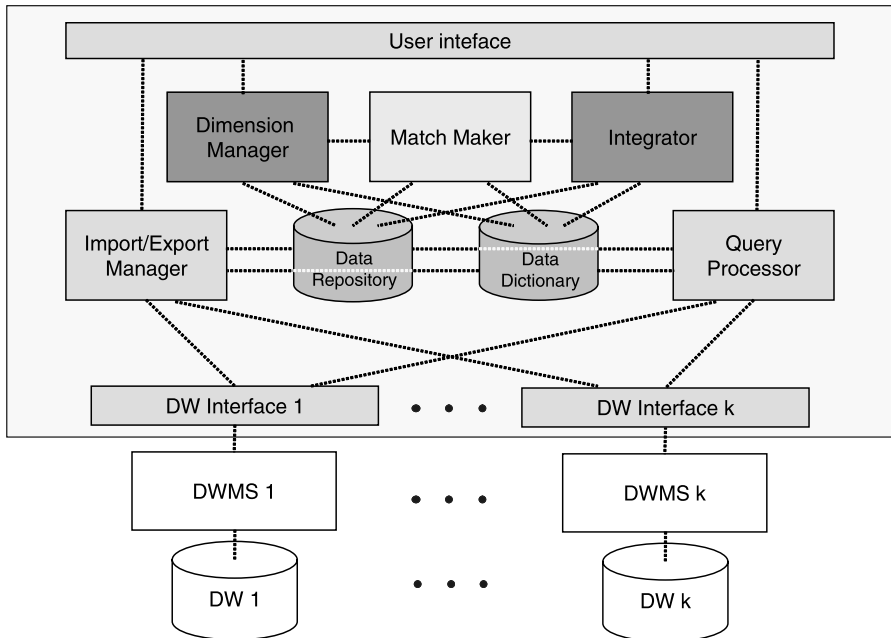 User inteface
Dimension
Manager
Match Maker
Integrator
Import/Export
Manager
Data
Repository
Data
Dictionary
Query
Processor
DW Interface 1
DW Interface k
DWMS 1
DWMS k
DW 1
DW k